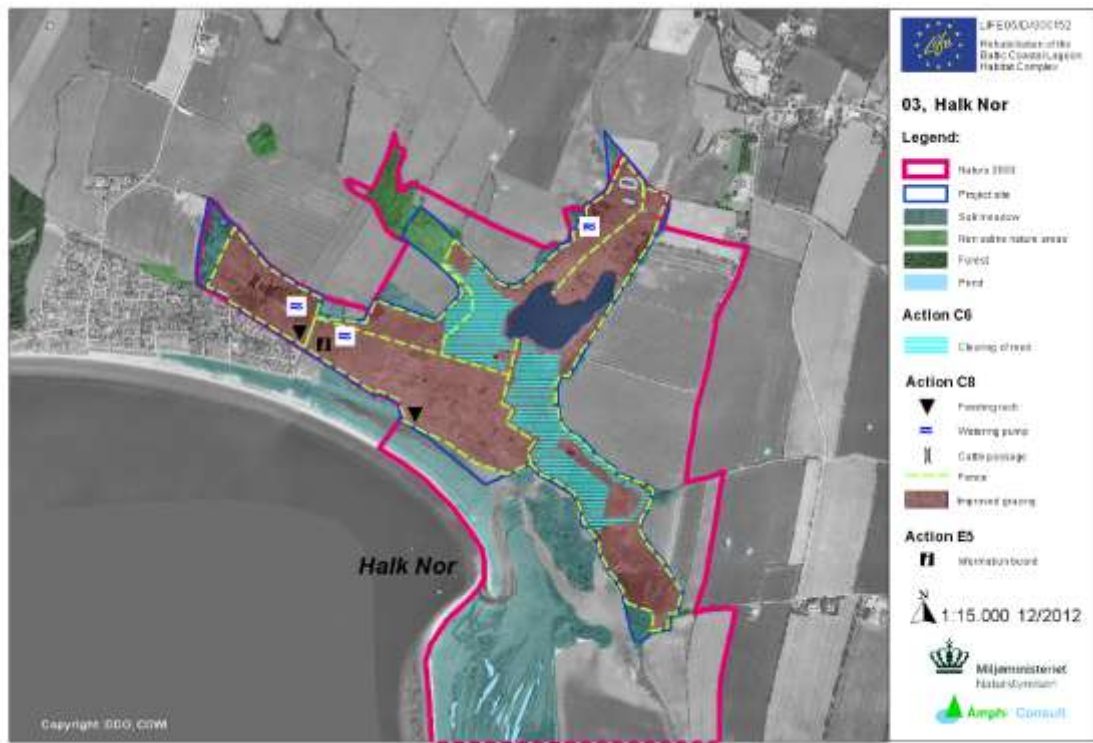 Halk Nor
Copyright: DDO, COWI
Life
LIFE05/D/000152
Rehabilitation of the
Baltic Coastal Lagoon
Habitat Complex
03, Halk Nor
Legend:
Natura 2000
Project site
Salt meadow
Non saline nature areas
Forest
Pond
Action C6
Clearing of reed
Action C8
Feeding rack
Watering pump
Cattle passage
Fence
Improved grazing
Action E5
Information board
N
1:15.000 12/2012
Miljøministeriet
Naturstyrelsen
Amphi Consult